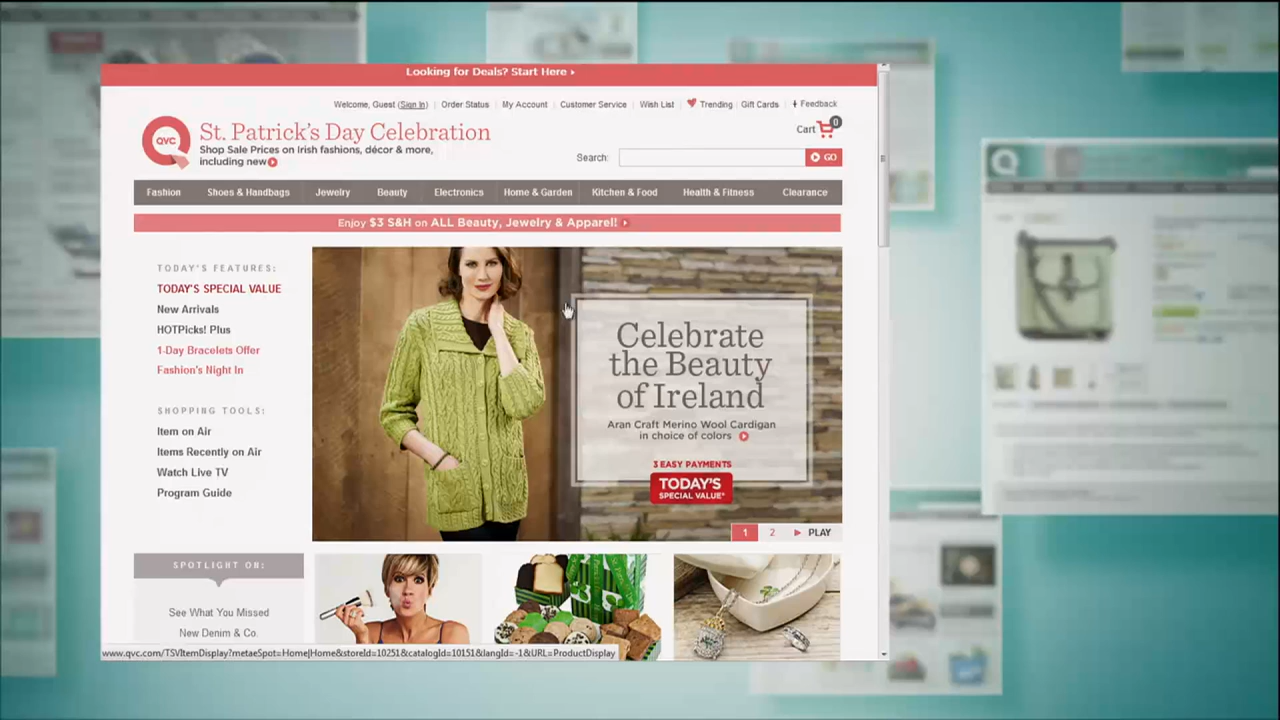 Looking for Deals? Start Here
Welcome, Guest (Sign In) | Order Status | My Account | Customer Service | Wish List | Trending | Gift Cards | Feedback
QVC
St. Patrick's Day Celebration
Shop Sale Prices on Irish fashions, décor & more,
including new
Cart 0
Search: GO
Fashion Shoes & Handbags Jewelry Beauty Electronics Home & Garden Kitchen & Food Health & Fitness Clearance
Enjoy $3 S&H on ALL Beauty, Jewelry & Apparel!
TODAY'S FEATURES:
TODAY'S SPECIAL VALUE
New Arrivals
HOTPicks! Plus
1-Day Bracelets Offer
Fashion's Night In
SHOPPING TOOLS:
Item on Air
Items Recently on Air
Watch Live TV
Program Guide
Celebrate
the Beauty
of Ireland
Aran Craft Merino Wool Cardigan
in choice of colors
3 EASY PAYMENTS
TODAY'S
SPECIAL VALUE®
1 2 PLAY
SPOTLIGHT ON:
See What You Missed
New Denim & Co.
www.qvc.com/TSVItemDisplay?metaeSpot=Home|Home&storeId=10251&catalogId=10151&langId=-1&URL=ProductDisplay